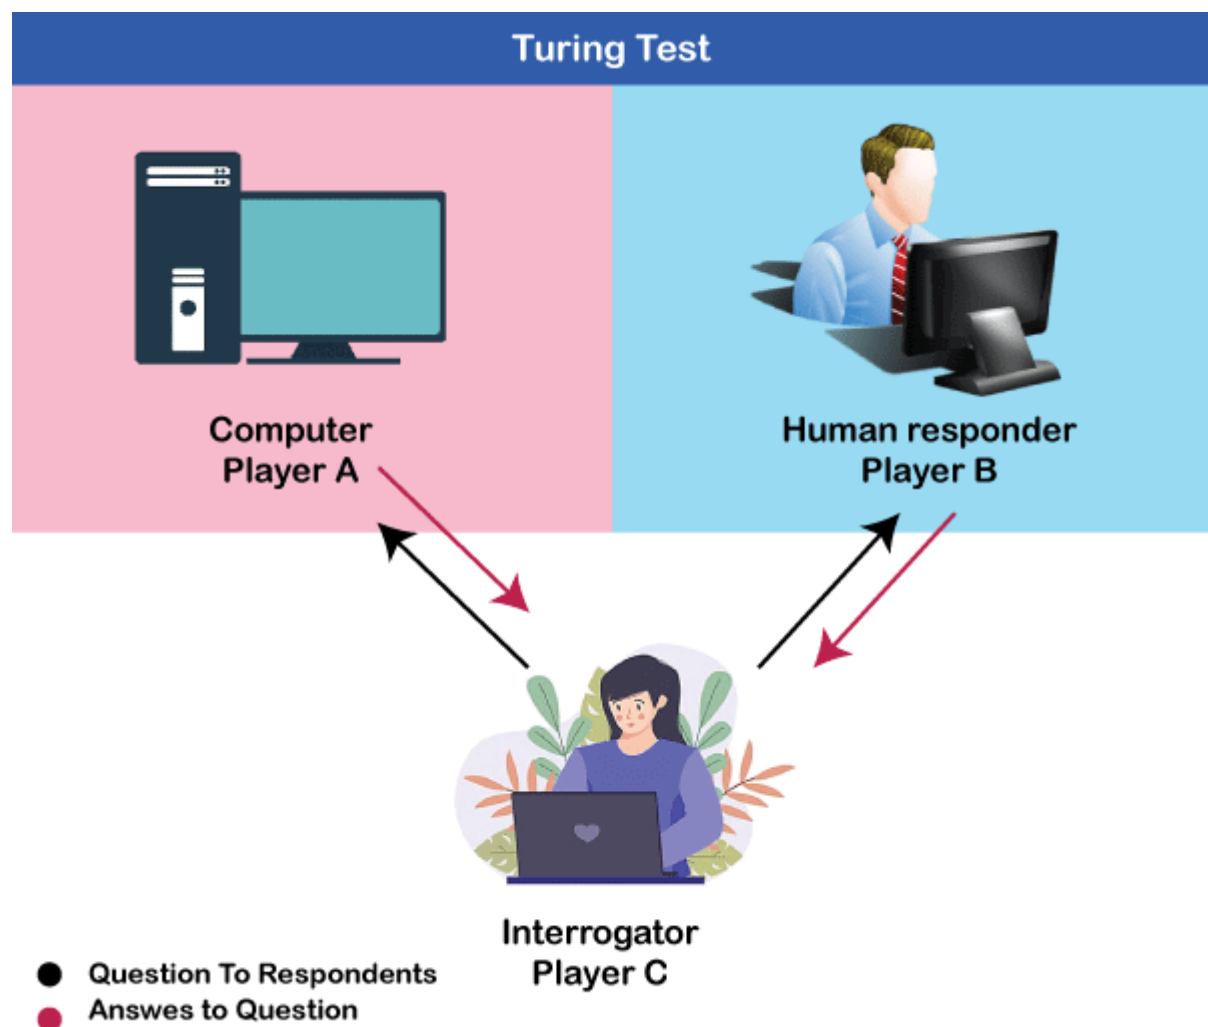 Turing Test
Computer
Player A
Human responder
Player B
Interrogator
Player C
Question To Respondents
Answes to Question